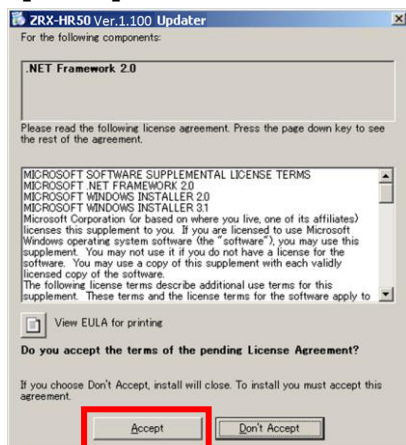 ZRX-HR50 Ver.1.100 Updater
For the following components:
.NET Framework 2.0
Please read the following license agreement. Press the page down key to see
the rest of the agreement.
MICROSOFT SOFTWARE SUPPLEMENTAL LICENSE TERMS
MICROSOFT .NET FRAMEWORK 2.0
MICROSOFT WINDOWS INSTALLER 2.0
MICROSOFT WINDOWS INSTALLER 3.1
Microsoft Corporation (or based on where you live, one of its affiliates)
licenses this supplement to you. If you are licensed to use Microsoft
Windows operating system software (the "software"), you may use this
supplement. You may not use it if you do not have a license for the
software. You may use a copy of this supplement with each validly
licensed copy of the software.
The following license terms describe additional use terms for this
supplement. These terms and the license terms for the software apply to
View EULA for printing
Do you accept the terms of the pending License Agreement?
If you choose Don't Accept, install will close. To install you must accept this
agreement.
Accept
Don't Accept